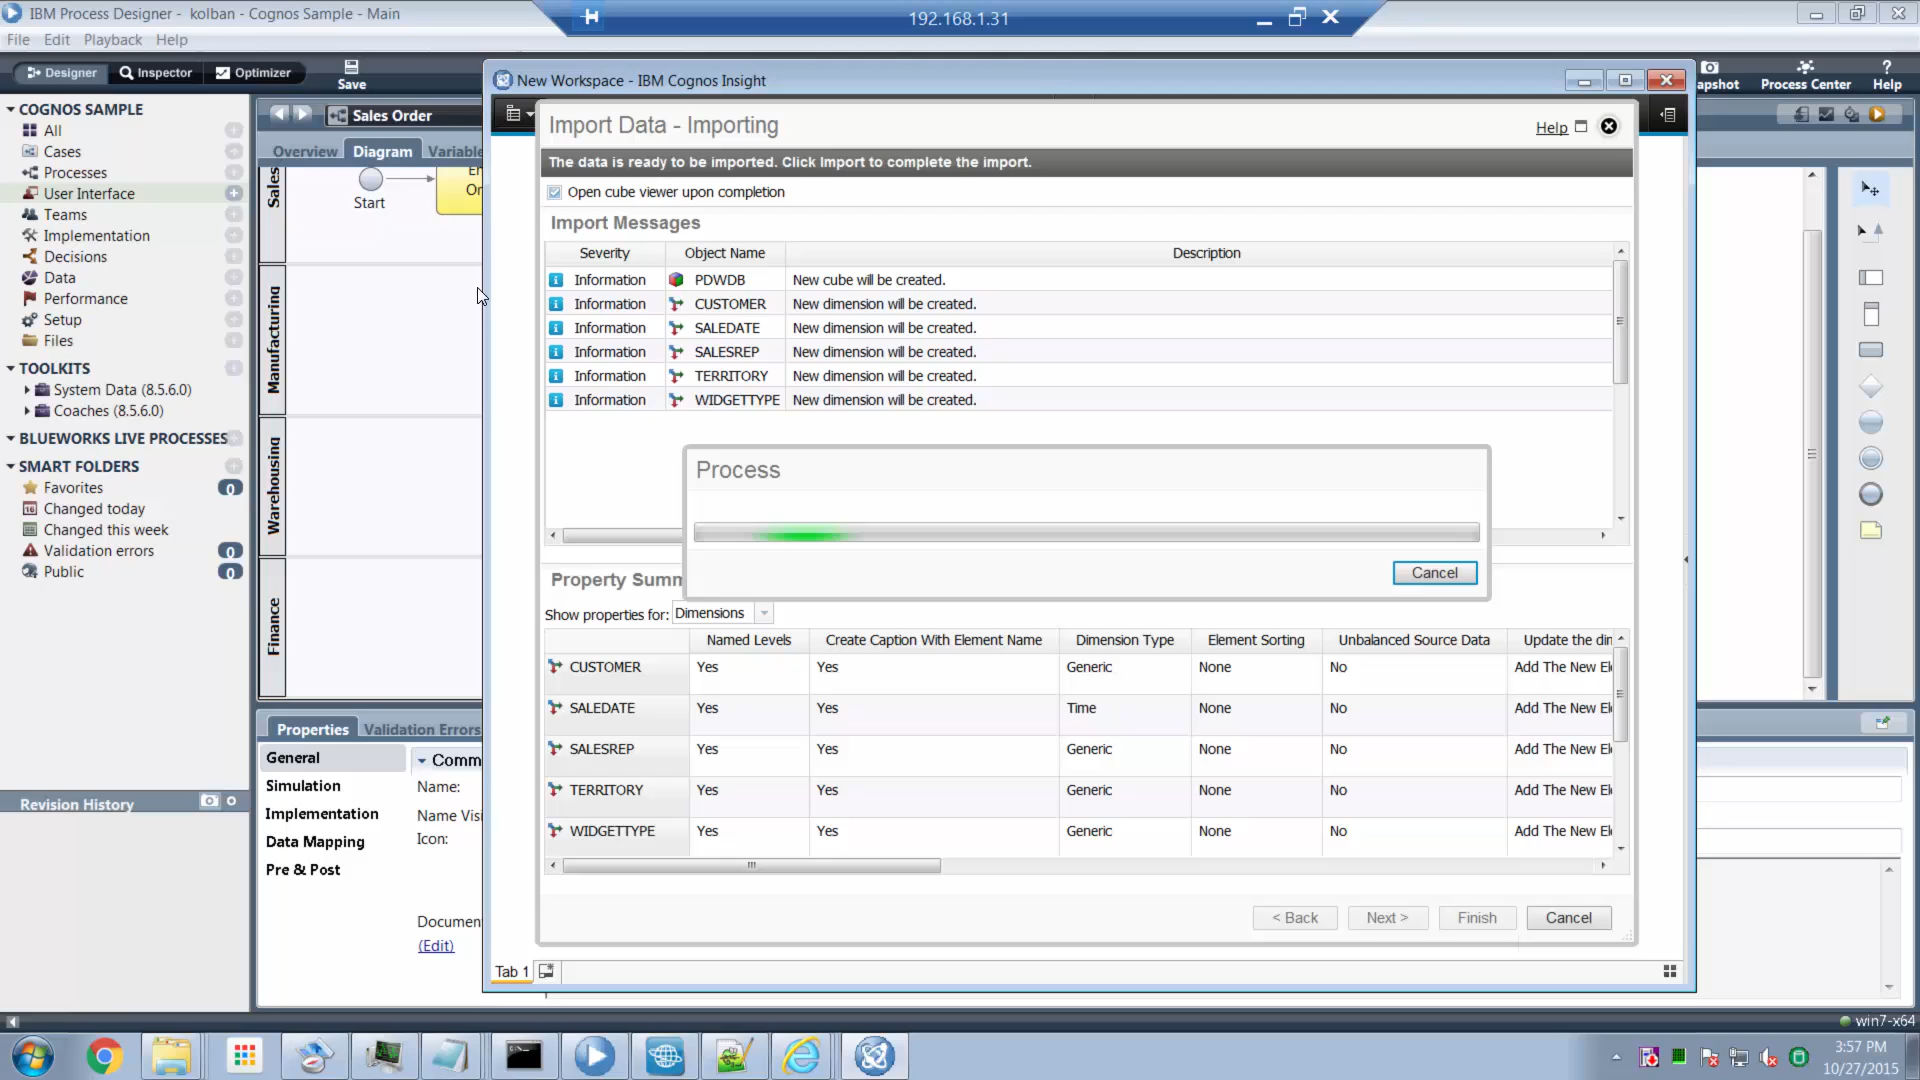 IBM Process Designer - kolban - Cognos Sample - Main
192.168.1.31
File Edit Playback Help
Designer Inspector Optimizer
Save
Process Center
Help
COGNOS SAMPLE
All
Cases
Processes
User Interface
Teams
Implementation
Decisions
Data
Performance
Setup
Files
TOOLKITS
System Data (8.5.6.0)
Coaches (8.5.6.0)
BLUEWORKS LIVE PROCESSES
SMART FOLDERS
Favorites 0
Changed today
Changed this week
Validation errors 0
Public 0
Revision History
Sales Order
Overview Diagram Variable
Sales
Start
Manufacturing
Warehousing
Finance
Properties Validation Errors
General
Simulation
Implementation
Data Mapping
Pre & Post
Comm
Name:
Name Visi
Icon:
Documen
(Edit)
New Workspace - IBM Cognos Insight
Import Data - Importing
Help
The data is ready to be imported. Click Import to complete the import.
Open cube viewer upon completion
Import Messages
Severity Object Name Description
Information PDWDB New cube will be created.
Information CUSTOMER New dimension will be created.
Information SALEDATE New dimension will be created.
Information SALESREP New dimension will be created.
Information TERRITORY New dimension will be created.
Information WIDGETTYPE New dimension will be created.
Process
Cancel
Property Summ
Show properties for: Dimensions
Named Levels Create Caption With Element Name Dimension Type Element Sorting Unbalanced Source Data Update the dim
CUSTOMER Yes Yes Generic None No Add The New El
SALEDATE Yes Yes Time None No Add The New El
SALESREP Yes Yes Generic None No Add The New El
TERRITORY Yes Yes Generic None No Add The New El
WIDGETTYPE Yes Yes Generic None No Add The New El
< Back Next > Finish Cancel
Tab 1
win7-x64
3:57 PM
10/27/2015